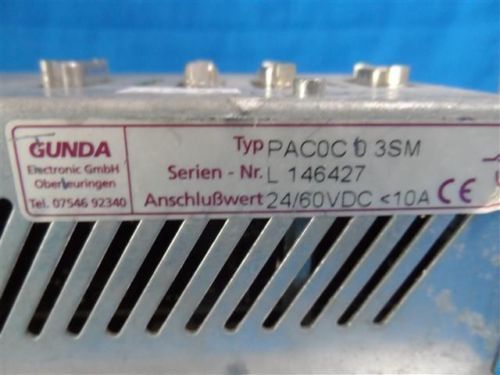 GUNDA
Electronic GmbH
Oberteuringen
Tel. 07546 92340
Typ PAC0C 0 3SM
Serien - Nr. L 146427
Anschlußwert 24/60VDC <10A CE